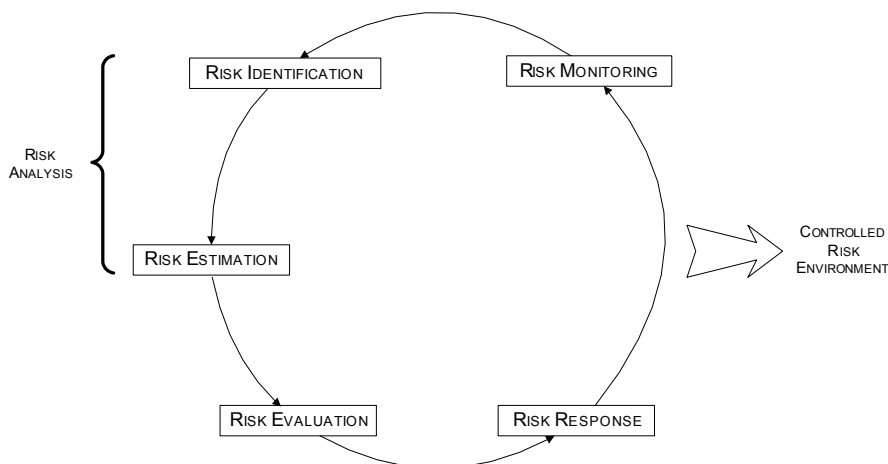 RISK IDENTIFICATION
RISK MONITORING
RISK
ANALYSIS
RISK ESTIMATION
CONTROLLED
RISK
ENVIRONMENT
RISK EVALUATION
RISK RESPONSE